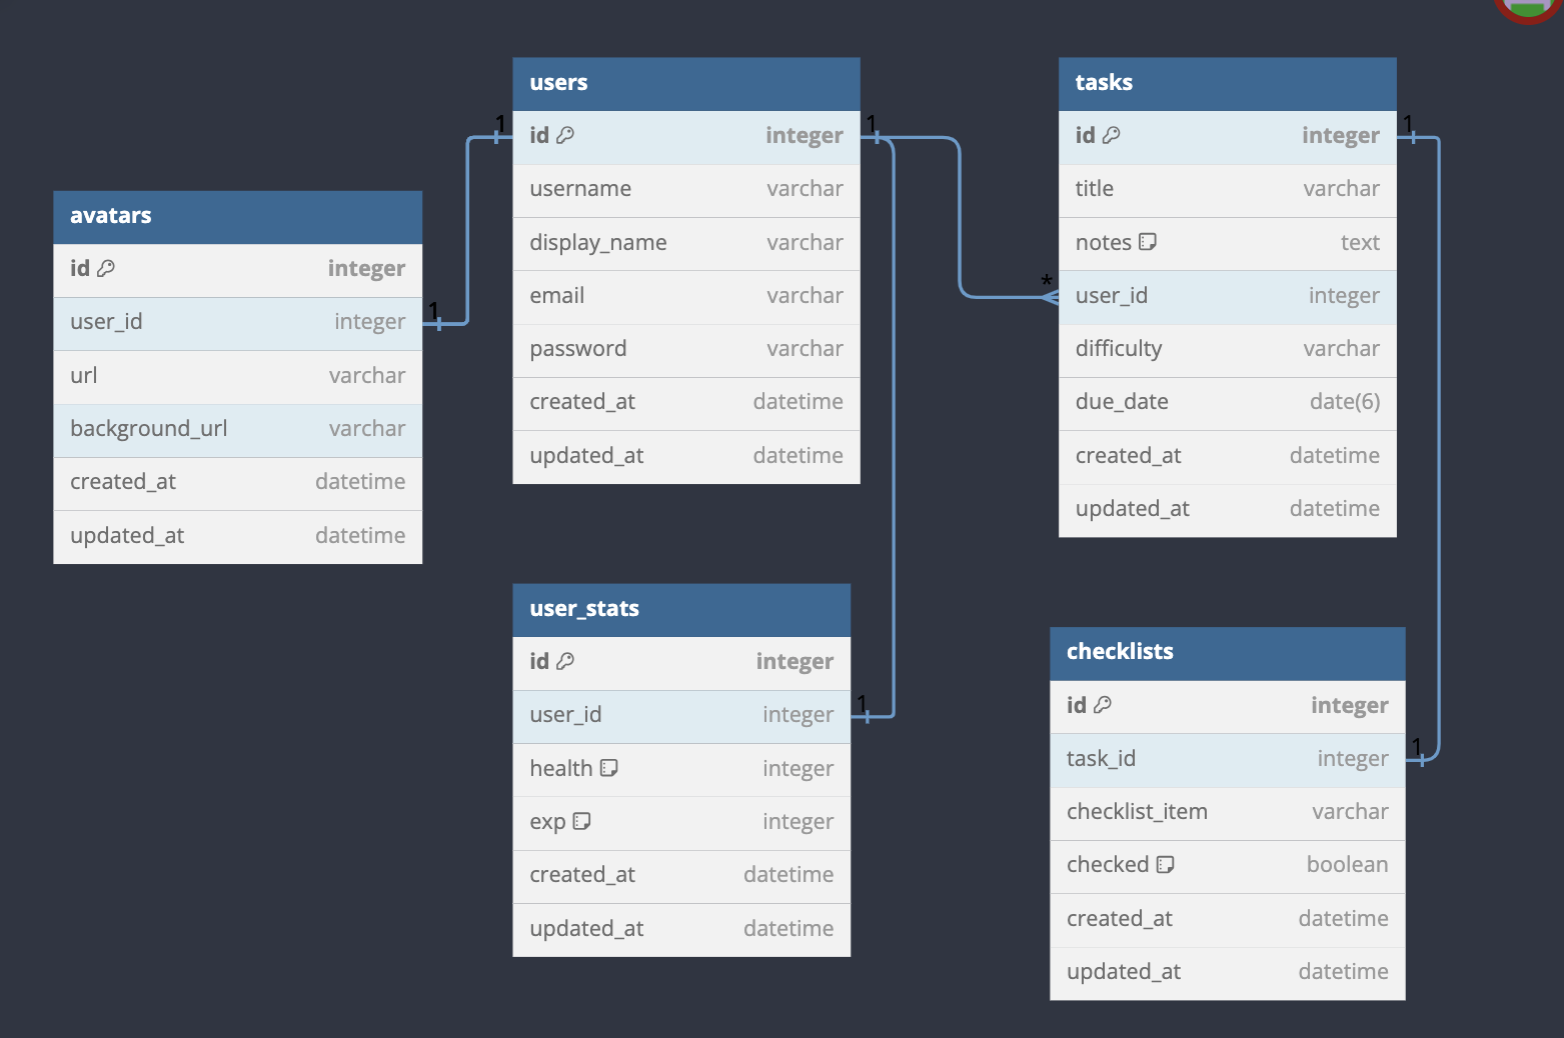 users
id integer
username varchar
display_name varchar
email varchar
password varchar
created_at datetime
updated_at datetime
1
1
tasks
id integer
title varchar
notes text
user_id integer
difficulty varchar
due_date date(6)
created_at datetime
updated_at datetime
1
*
avatars
id integer
user_id integer
url varchar
background_url varchar
created_at datetime
updated_at datetime
1
user_stats
id integer
user_id integer
health integer
exp integer
created_at datetime
updated_at datetime
1
checklists
id integer
task_id integer
checklist_item varchar
checked boolean
created_at datetime
updated_at datetime
1